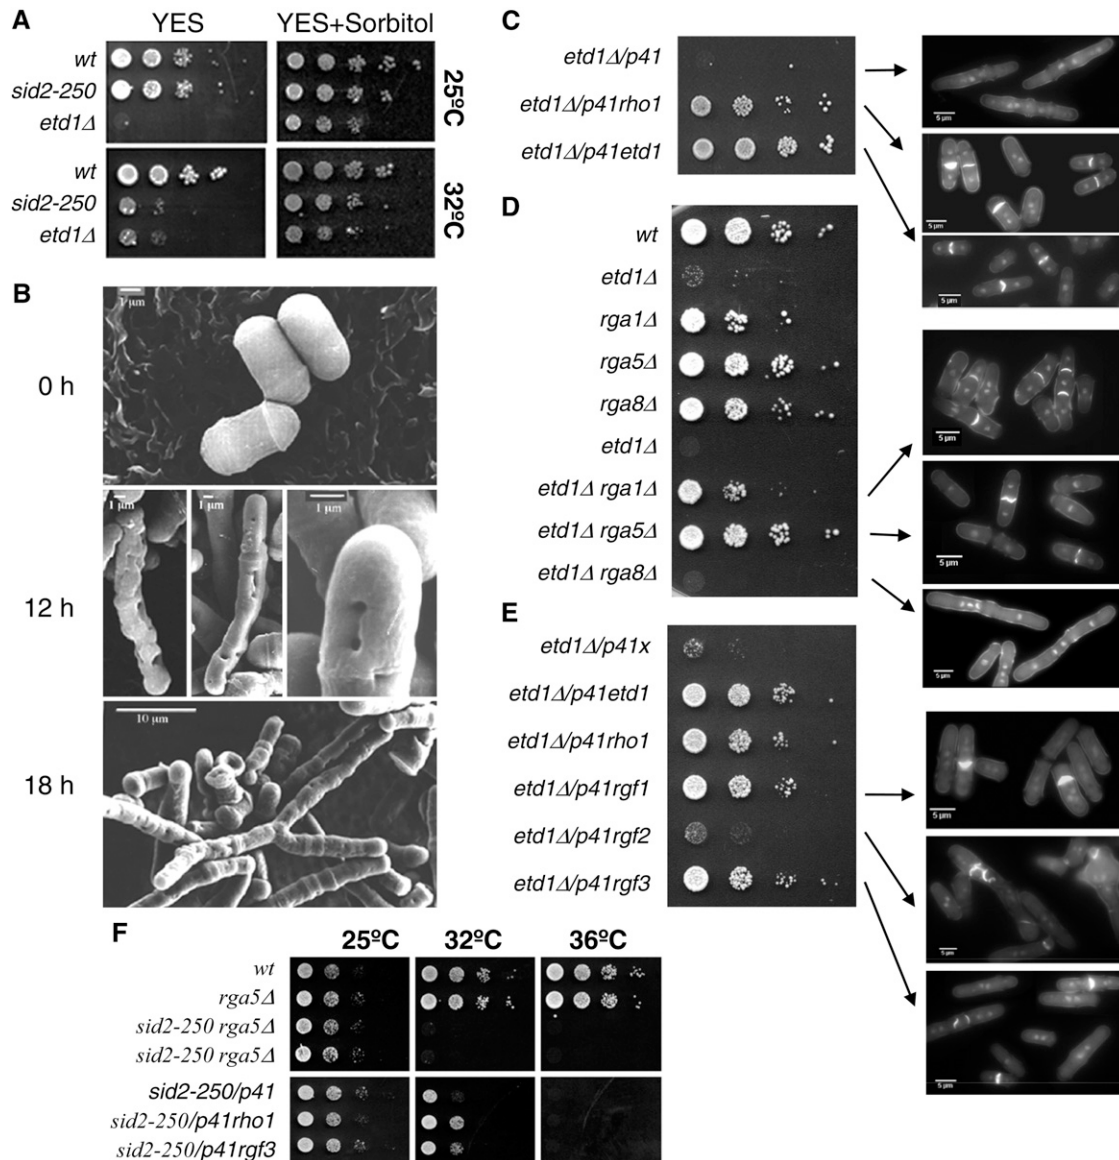 A
YES
YES+Sorbitol
wt
sid2-250
etd1Δ
25ºC
wt
sid2-250
etd1Δ
32ºC
B
0 h
1 µm
12 h
1 µm
1 µm
1 µm
18 h
10 µm
C
etd1Δ/p41
etd1Δ/p41rho1
etd1Δ/p41etd1
5 µm
5 µm
5 µm
D
wt
etd1Δ
rga1Δ
rga5Δ
rga8Δ
etd1Δ
etd1Δ rga1Δ
etd1Δ rga5Δ
etd1Δ rga8Δ
5 µm
5 µm
5 µm
E
etd1Δ/p41x
etd1Δ/p41etd1
etd1Δ/p41rho1
etd1Δ/p41rgf1
etd1Δ/p41rgf2
etd1Δ/p41rgf3
5 µm
5 µm
5 µm
F
25ºC
32ºC
36ºC
wt
rga5Δ
sid2-250 rga5Δ
sid2-250 rga5Δ
sid2-250/p41
sid2-250/p41rho1
sid2-250/p41rgf3